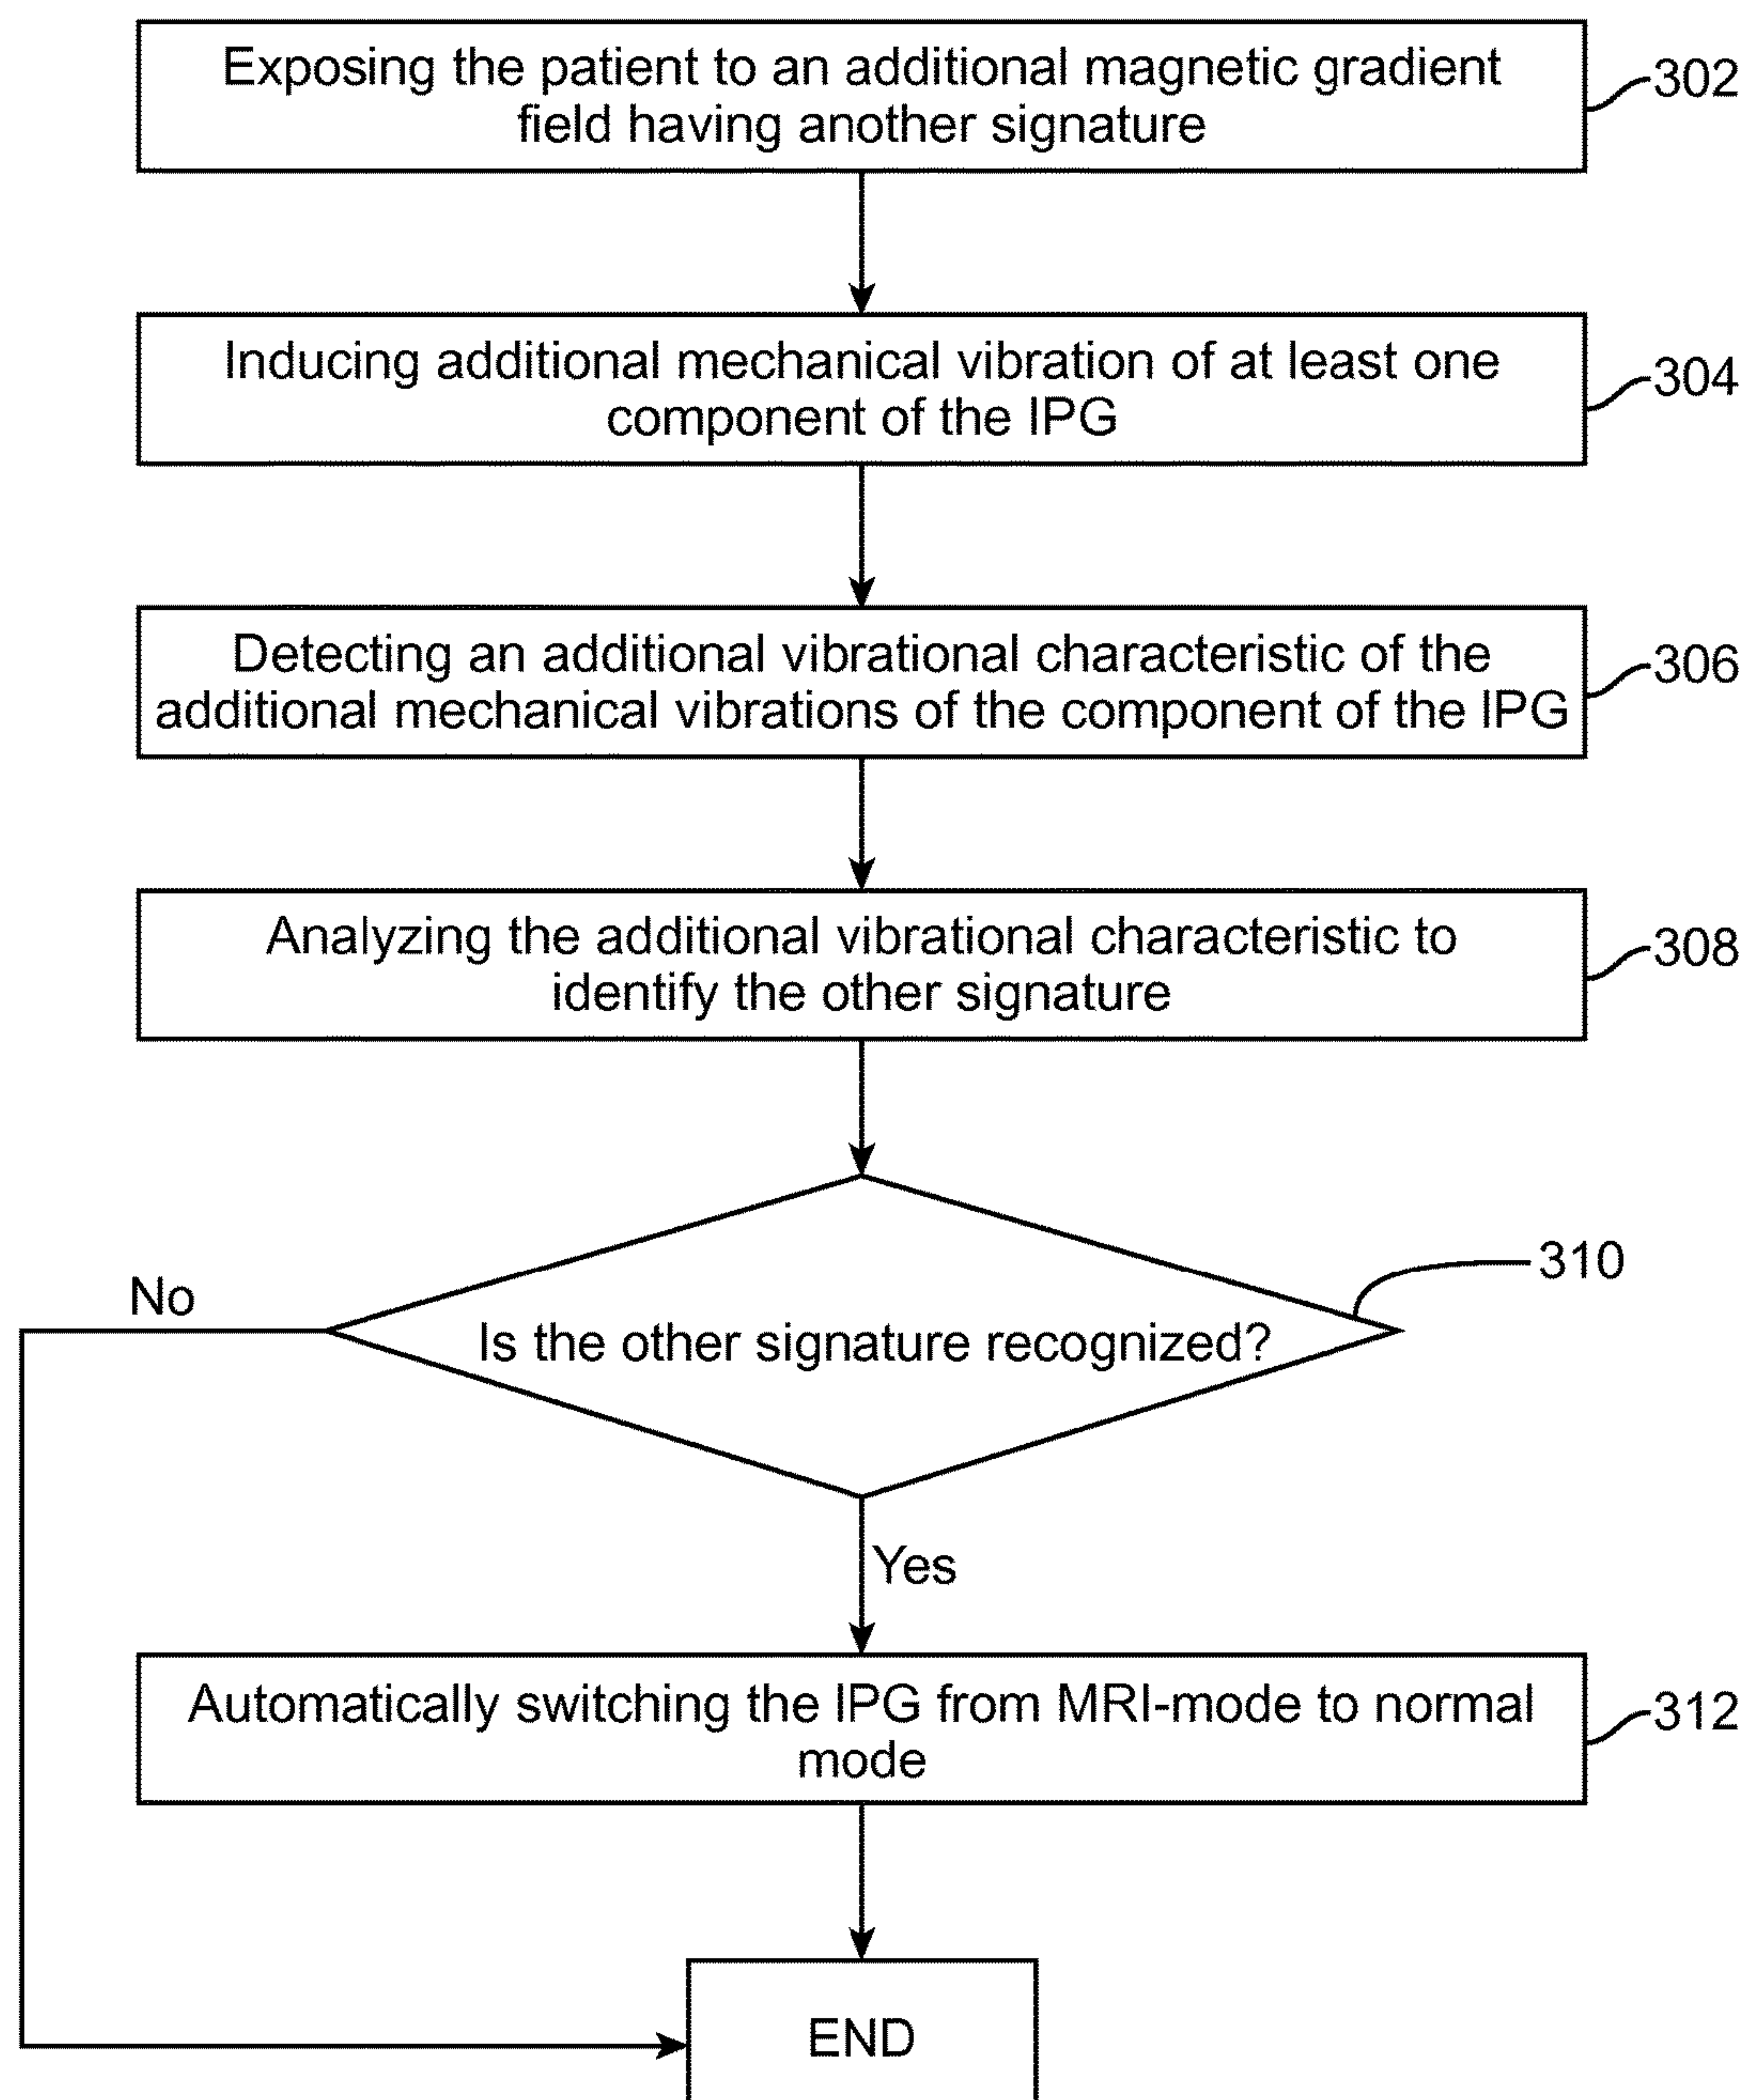 Exposing the patient to an additional magnetic gradient
field having another signature
302
Inducing additional mechanical vibration of at least one
component of the IPG
304
Detecting an additional vibrational characteristic of the
additional mechanical vibrations of the component of the IPG
306
Analyzing the additional vibrational characteristic to
identify the other signature
308
310
No
Is the other signature recognized?
Yes
Automatically switching the IPG from MRI-mode to normal
mode
312
END